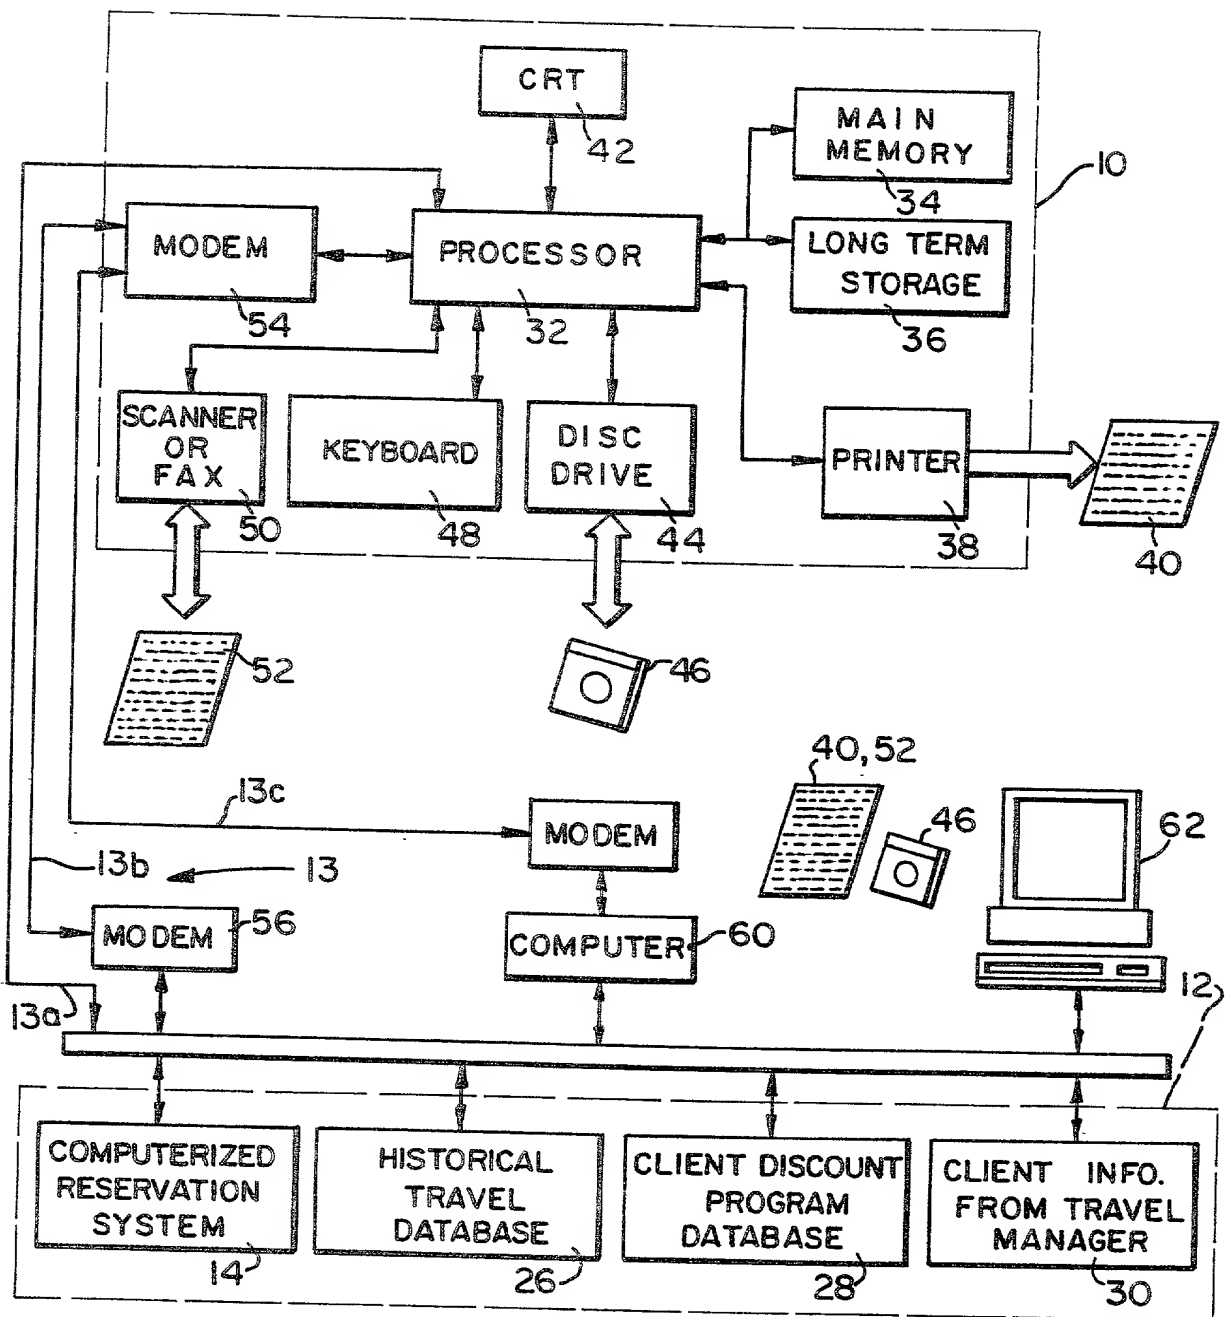 CRT
42
MAIN
MEMORY
34
10
MODEM
54
PROCESSOR
32
LONG TERM
STORAGE
36
SCANNER
OR
FAX
50
KEYBOARD
48
DISC
DRIVE
44
PRINTER
38
40
52
46
40, 52
46
62
13c
MODEM
13b
13
MODEM
56
COMPUTER
60
13a
12
COMPUTERIZED
RESERVATION
SYSTEM
14
HISTORICAL
TRAVEL
DATABASE
26
CLIENT DISCOUNT
PROGRAM
DATABASE
28
CLIENT INFO.
FROM TRAVEL
MANAGER
30